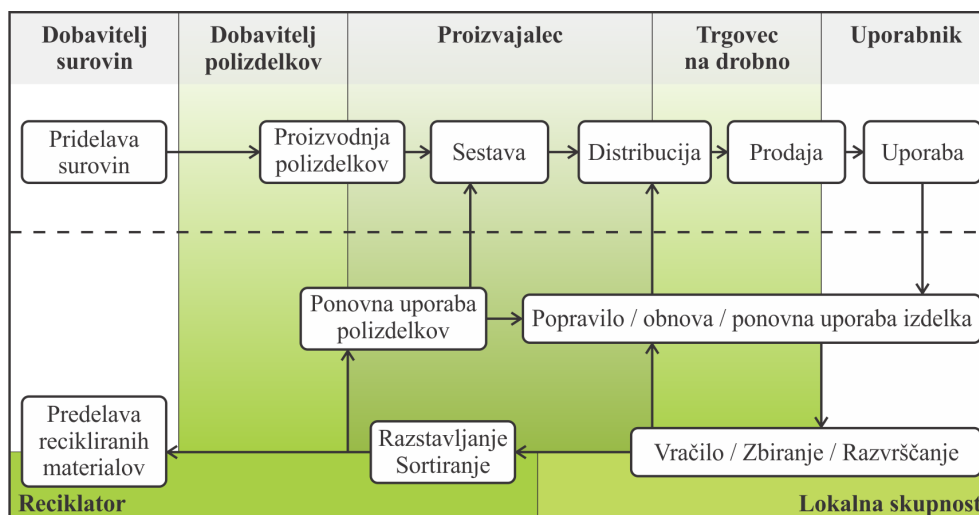 Dobavitelj
surovin
Dobavitelj
polizdelkov
Proizvajalec
Trgovec
na drobno
Uporabnik
Pridelava
surovin
Proizvodnja
polizdelkov
Sestava
Distribucija
Prodaja
Uporaba
Ponovna uporaba
polizdelkov
Popravilo / obnova / ponovna uporaba izdelka
Predelava
recikliranih
materialov
Razstavljanje
Sortiranje
Vračilo / Zbiranje / Razvrščanje
Reciklator
Lokalna skupnost